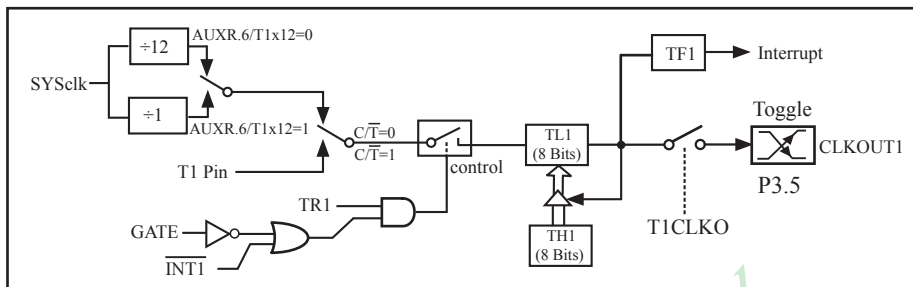 ÷12
AUXR.6/T1x12=0
SYSclk
÷1
AUXR.6/T1x12=1
T1 Pin
C/T̅=0
C/T̅=1
control
TR1
GATE
I̅N̅T̅1̅
TL1
(8 Bits)
TH1
(8 Bits)
TF1
Interrupt
Toggle
CLKOUT1
P3.5
T1CLKO